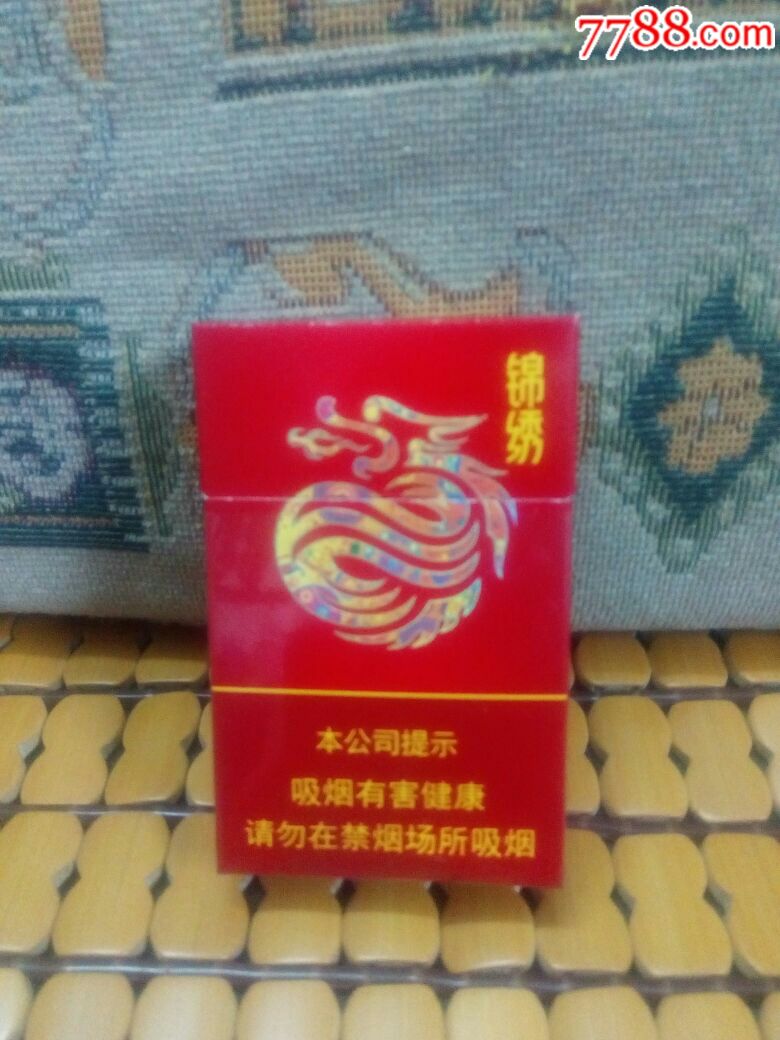 7788.com
锦绣
本公司提示
吸烟有害健康
请勿在禁烟场所吸烟